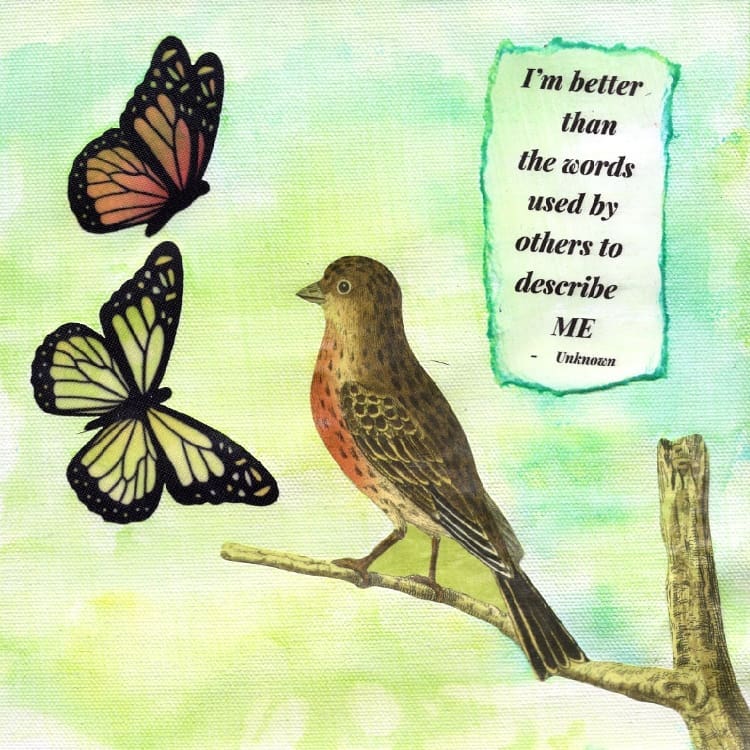 I'm better
than
the words
used by
others to
describe
ME
- Unknown